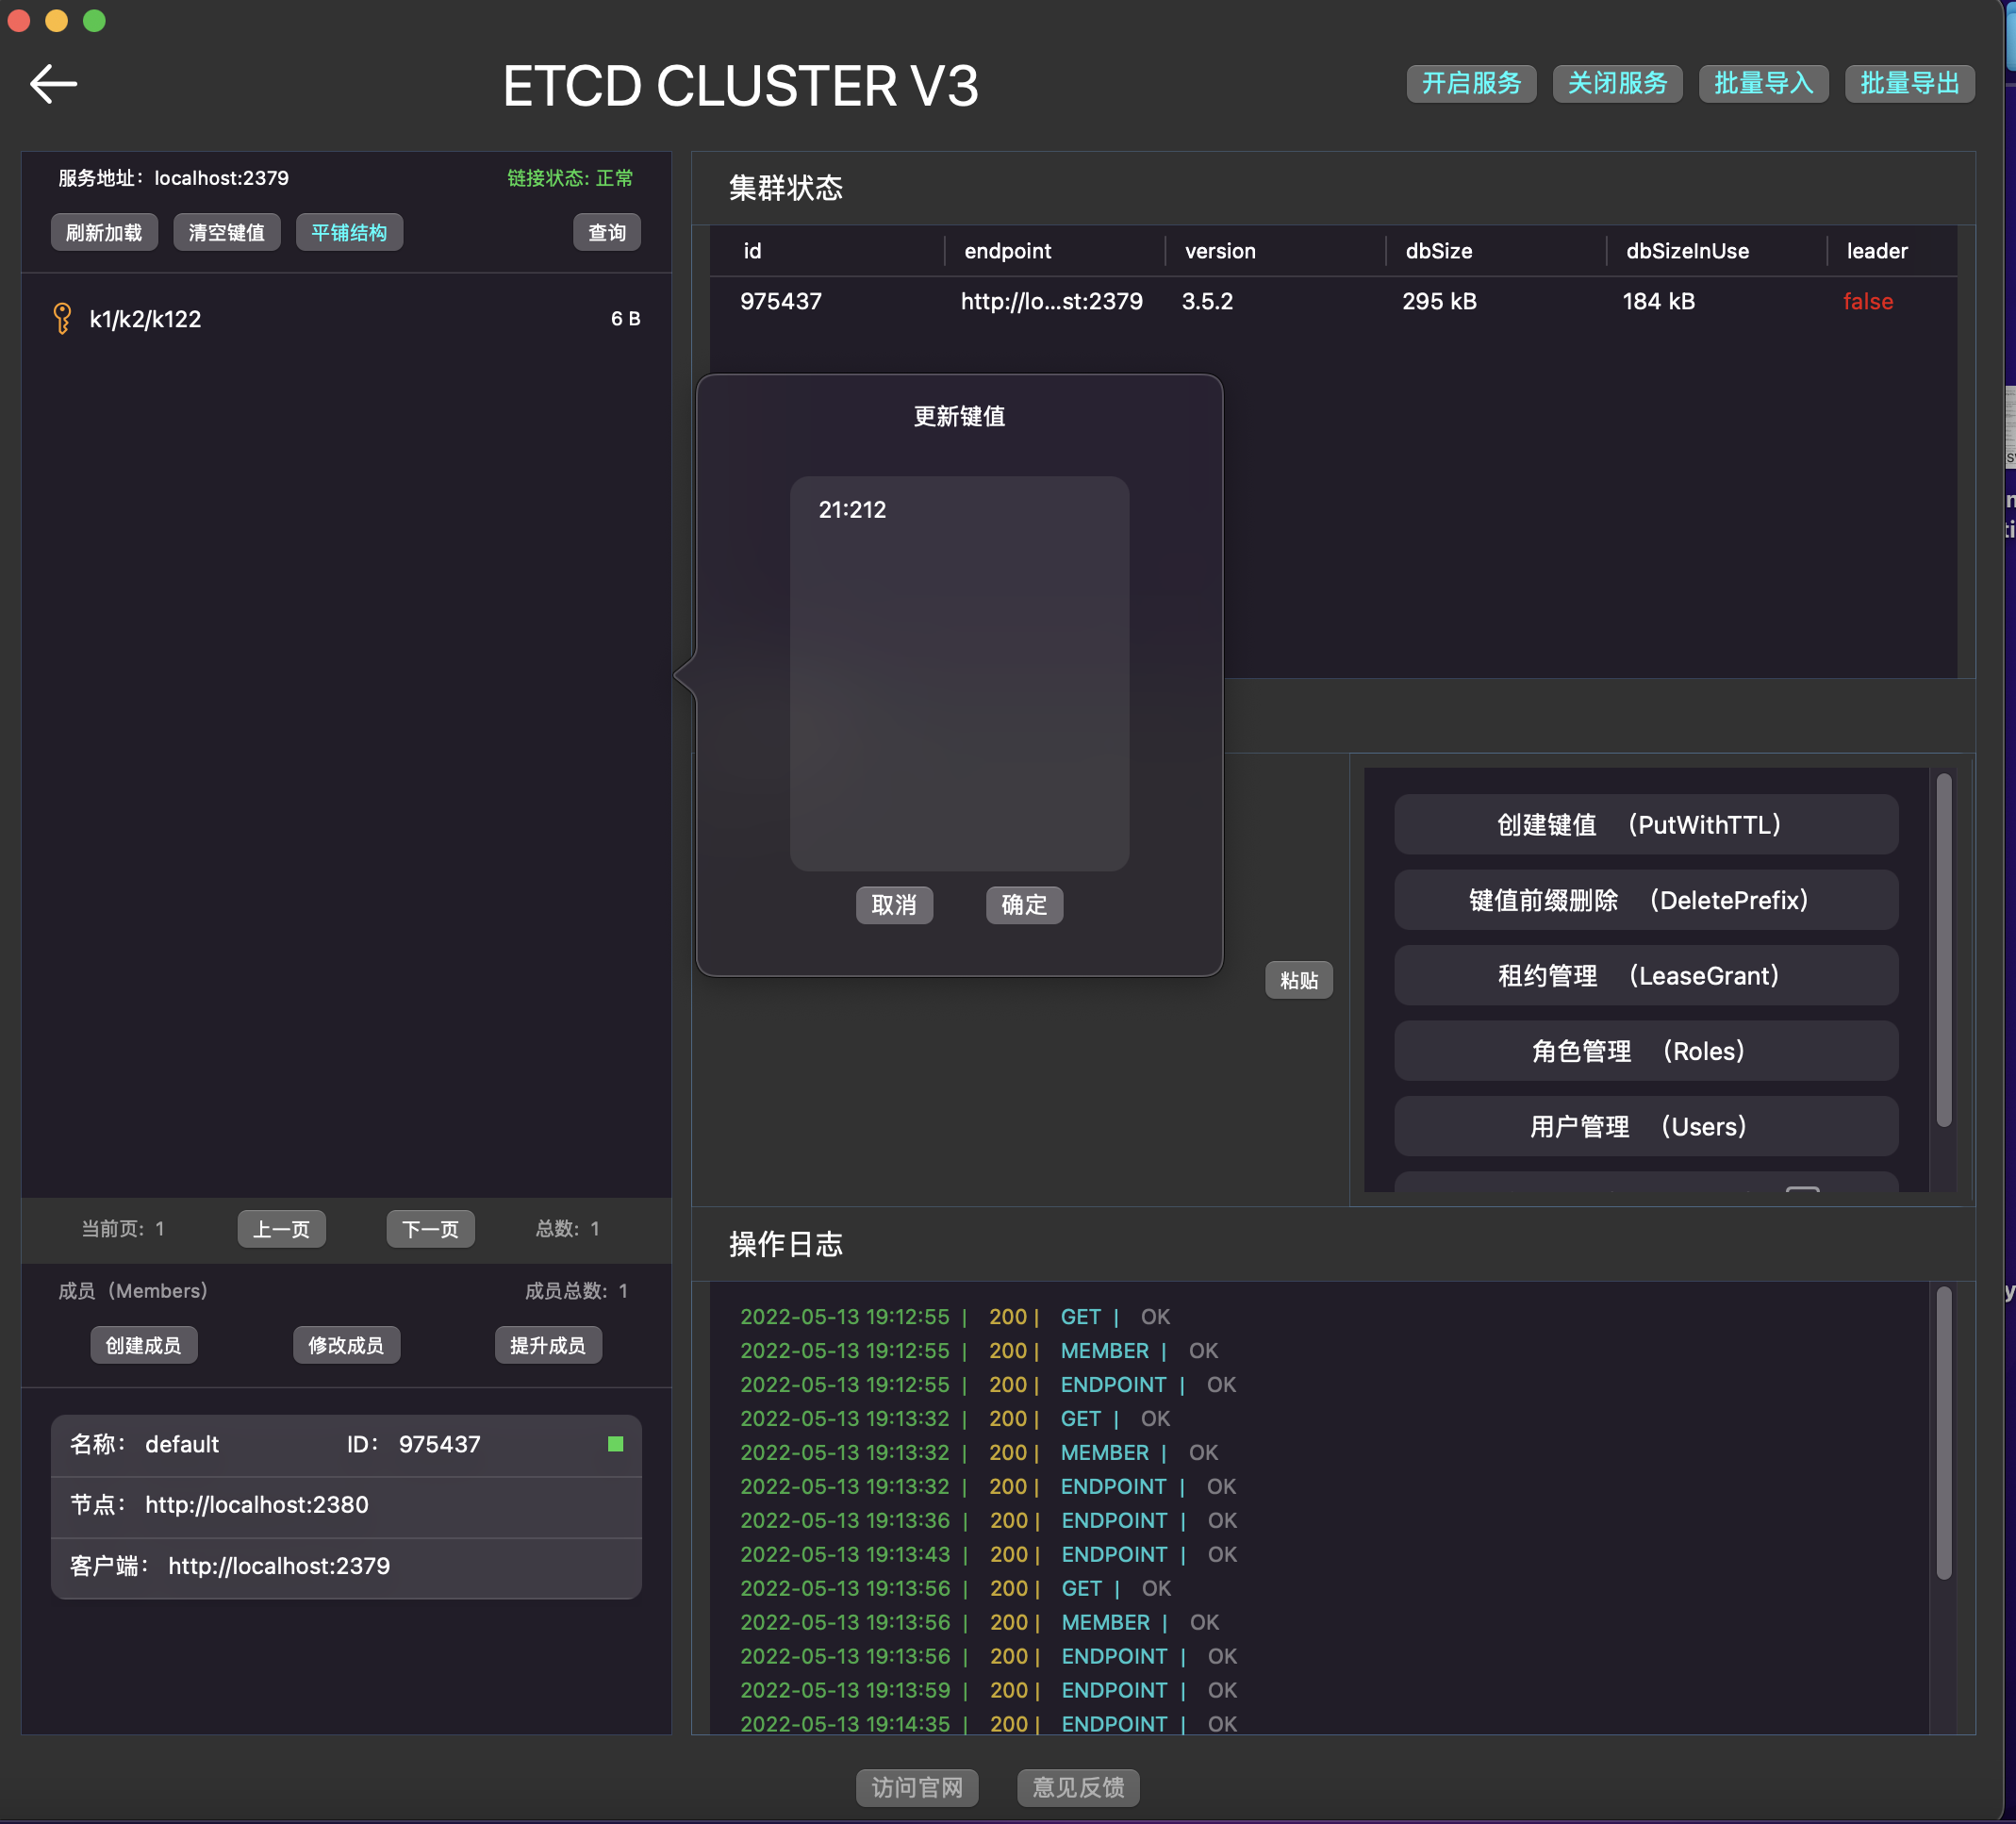 ETCD CLUSTER V3
开启服务 关闭服务 批量导入 批量导出
服务地址：localhost:2379 链接状态: 正常
刷新加载 清空键值 平铺结构 查询
k1/k2/k122 6 B
当前页: 1 上一页 下一页 总数: 1
成员（Members） 成员总数: 1
创建成员 修改成员 提升成员
名称： default ID： 975437
节点： http://localhost:2380
客户端： http://localhost:2379
集群状态
id endpoint version dbSize dbSizeInUse leader
975437 http://lo...st:2379 3.5.2 295 kB 184 kB false
更新键值
21:212
取消 确定
粘贴
创建键值 （PutWithTTL）
键值前缀删除 （DeletePrefix）
租约管理 （LeaseGrant）
角色管理 （Roles）
用户管理 （Users）
操作日志
2022-05-13 19:12:55 | 200 | GET | OK
2022-05-13 19:12:55 | 200 | MEMBER | OK
2022-05-13 19:12:55 | 200 | ENDPOINT | OK
2022-05-13 19:13:32 | 200 | GET | OK
2022-05-13 19:13:32 | 200 | MEMBER | OK
2022-05-13 19:13:32 | 200 | ENDPOINT | OK
2022-05-13 19:13:36 | 200 | ENDPOINT | OK
2022-05-13 19:13:43 | 200 | ENDPOINT | OK
2022-05-13 19:13:56 | 200 | GET | OK
2022-05-13 19:13:56 | 200 | MEMBER | OK
2022-05-13 19:13:56 | 200 | ENDPOINT | OK
2022-05-13 19:13:59 | 200 | ENDPOINT | OK
2022-05-13 19:14:35 | 200 | ENDPOINT | OK
访问官网 意见反馈